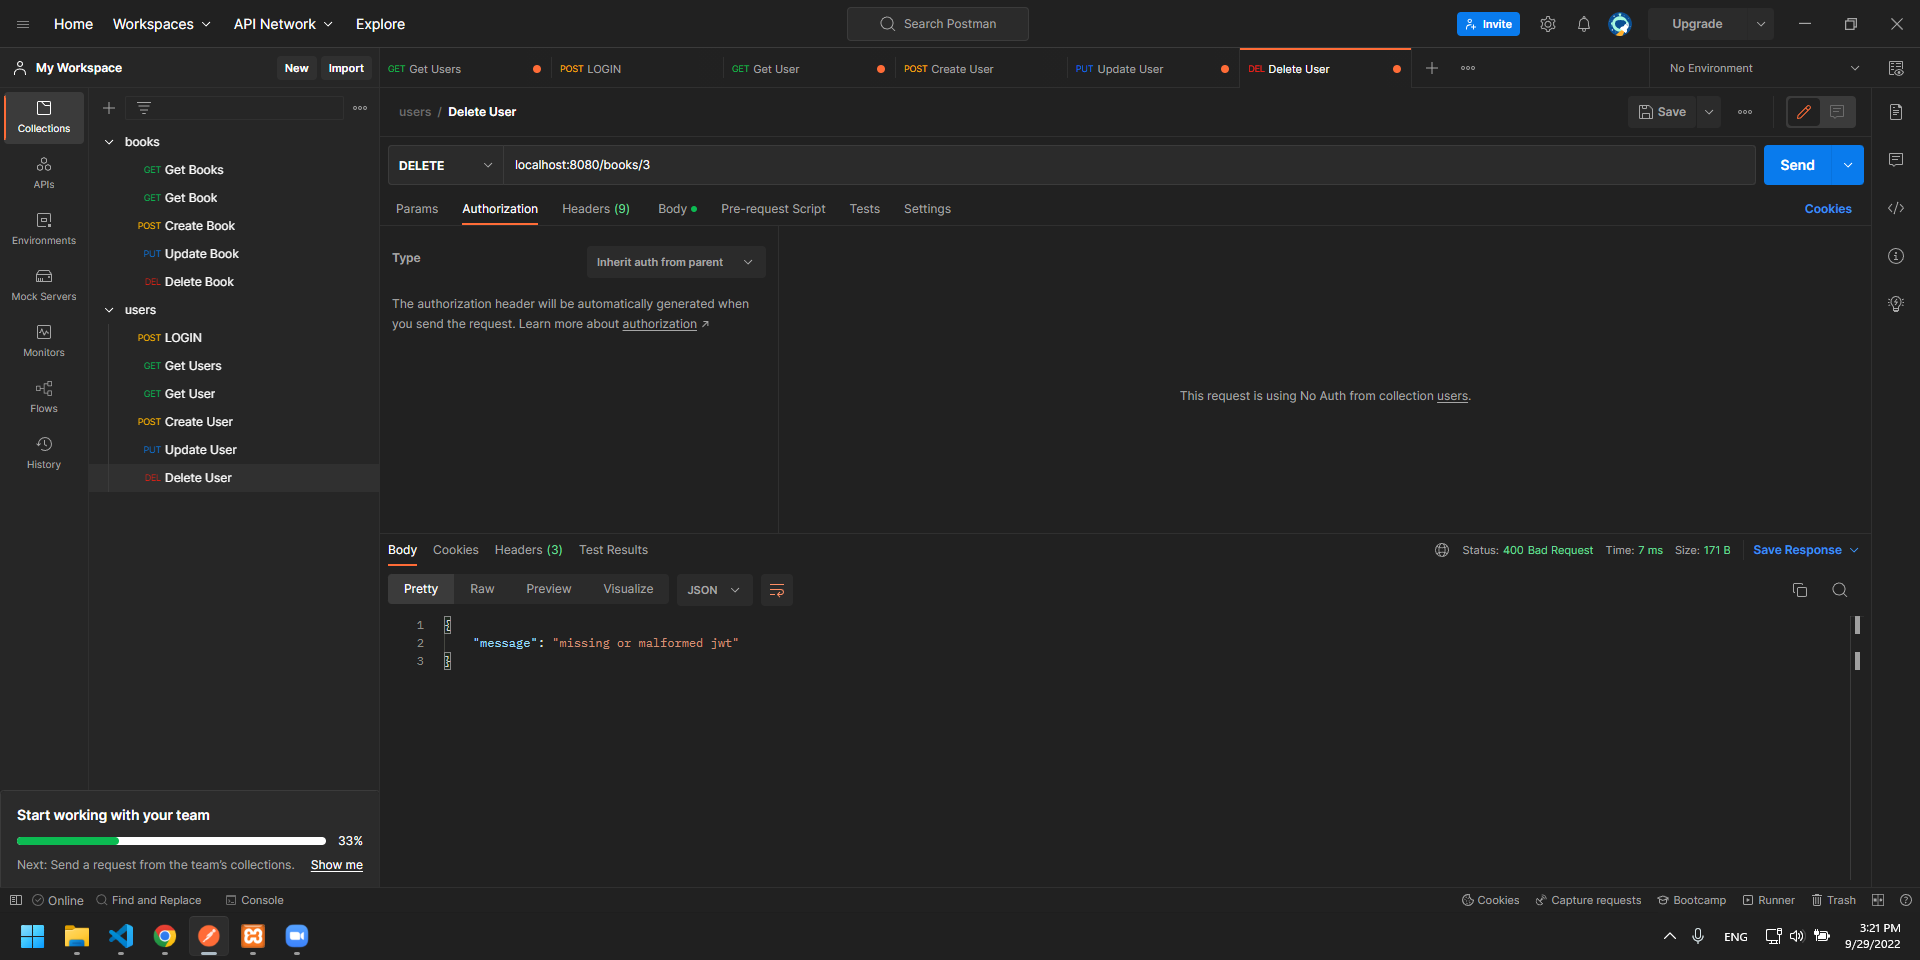 Home Workspaces API Network Explore Search Postman Invite Upgrade
My Workspace New Import
GET Get Users POST LOGIN GET Get User POST Create User PUT Update User DEL Delete User No Environment
Collections
APIs
Environments
Mock Servers
Monitors
Flows
History
books
GET Get Books
GET Get Book
POST Create Book
PUT Update Book
DEL Delete Book
users
POST LOGIN
GET Get Users
GET Get User
POST Create User
PUT Update User
DEL Delete User
users / Delete User Save
DELETE localhost:8080/books/3 Send
Params Authorization Headers (9) Body Pre-request Script Tests Settings Cookies
Type Inherit auth from parent
The authorization header will be automatically generated when
you send the request. Learn more about authorization ↗
This request is using No Auth from collection users.
Body Cookies Headers (3) Test Results Status: 400 Bad Request Time: 7 ms Size: 171 B Save Response
Pretty Raw Preview Visualize JSON
1 {
2 "message": "missing or malformed jwt"
3 }
Start working with your team
33%
Next: Send a request from the team's collections. Show me
Online Find and Replace Console Cookies Capture requests Bootcamp Runner Trash
ENG 3:21 PM
9/29/2022